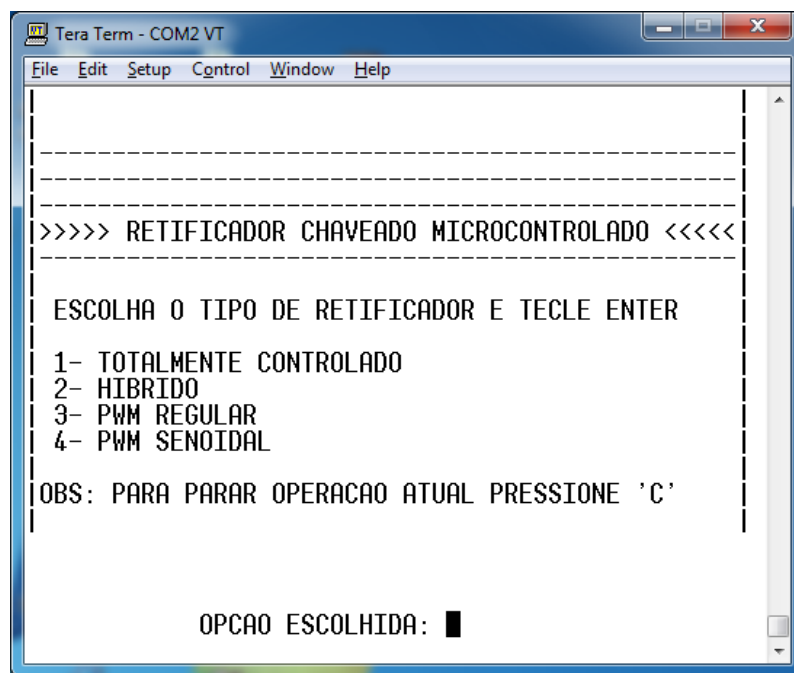 Tera Term - COM2 VT
File Edit Setup Control Window Help
>>>>> RETIFICADOR CHAVEADO MICROCONTROLADO <<<<<
ESCOLHA O TIPO DE RETIFICADOR E TECLE ENTER
1- TOTALMENTE CONTROLADO
2- HIBRIDO
3- PWM REGULAR
4- PWM SENOIDAL
OBS: PARA PARAR OPERACAO ATUAL PRESSIONE 'C'
OPCAO ESCOLHIDA: